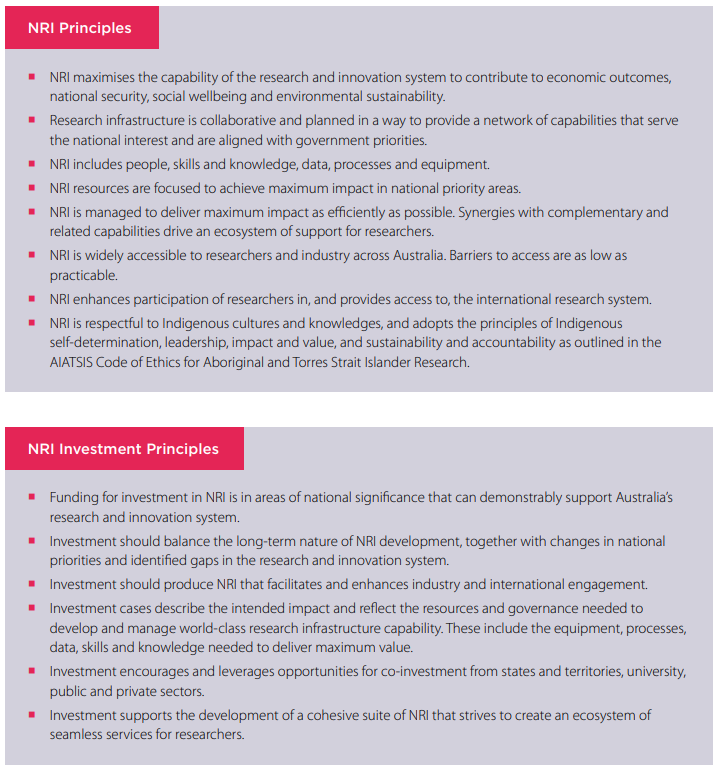 NRI Principles
■ NRI maximises the capability of the research and innovation system to contribute to economic outcomes,
national security, social wellbeing and environmental sustainability.
■ Research infrastructure is collaborative and planned in a way to provide a network of capabilities that serve
the national interest and are aligned with government priorities.
■ NRI includes people, skills and knowledge, data, processes and equipment.
■ NRI resources are focused to achieve maximum impact in national priority areas.
■ NRI is managed to deliver maximum impact as efficiently as possible. Synergies with complementary and
related capabilities drive an ecosystem of support for researchers.
■ NRI is widely accessible to researchers and industry across Australia. Barriers to access are as low as
practicable.
■ NRI enhances participation of researchers in, and provides access to, the international research system.
■ NRI is respectful to Indigenous cultures and knowledges, and adopts the principles of Indigenous
self-determination, leadership, impact and value, and sustainability and accountability as outlined in the
AIATSIS Code of Ethics for Aboriginal and Torres Strait Islander Research.
NRI Investment Principles
■ Funding for investment in NRI is in areas of national significance that can demonstrably support Australia's
research and innovation system.
■ Investment should balance the long-term nature of NRI development, together with changes in national
priorities and identified gaps in the research and innovation system.
■ Investment should produce NRI that facilitates and enhances industry and international engagement.
■ Investment cases describe the intended impact and reflect the resources and governance needed to
develop and manage world-class research infrastructure capability. These include the equipment, processes,
data, skills and knowledge needed to deliver maximum value.
■ Investment encourages and leverages opportunities for co-investment from states and territories, university,
public and private sectors.
■ Investment supports the development of a cohesive suite of NRI that strives to create an ecosystem of
seamless services for researchers.